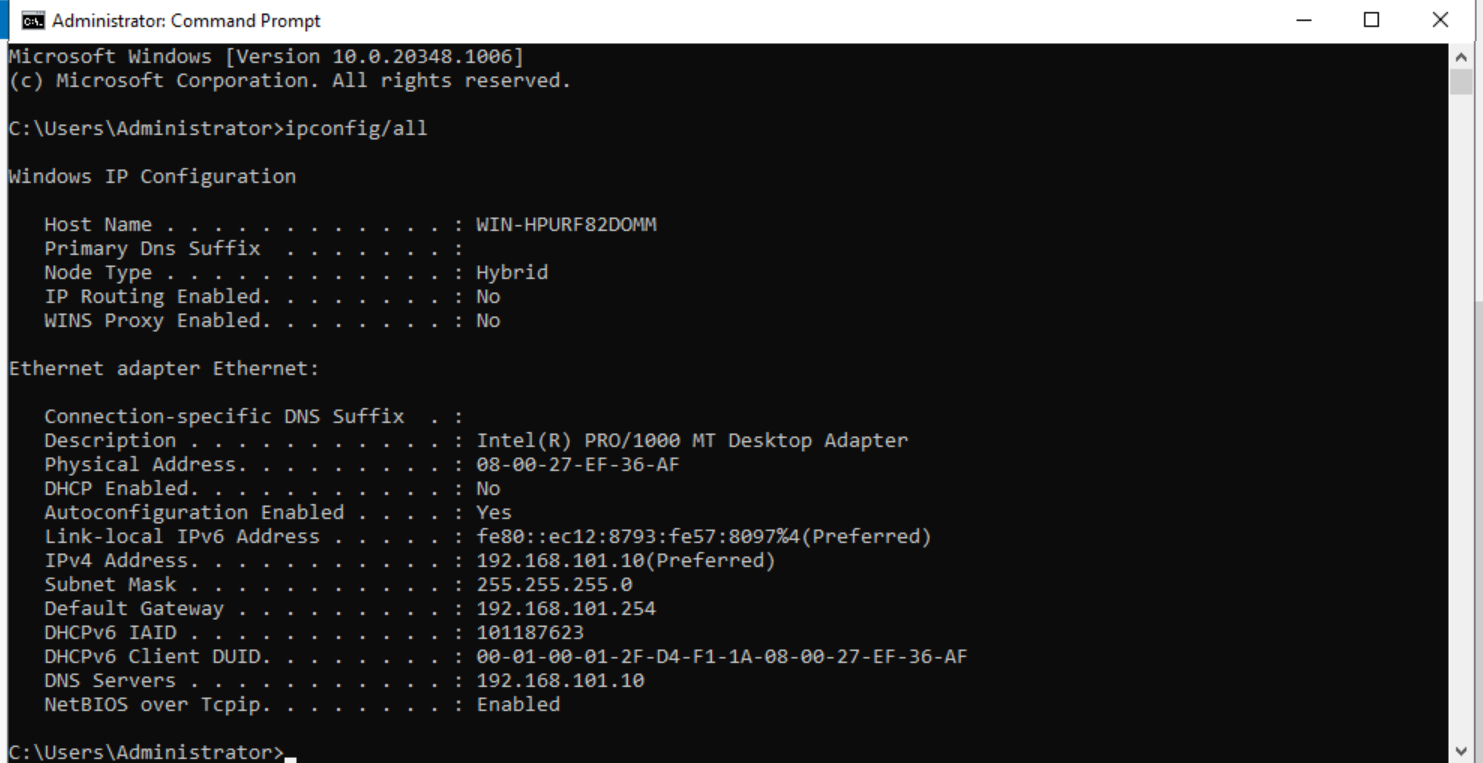 Administrator: Command Prompt
Microsoft Windows [Version 10.0.20348.1006]
(c) Microsoft Corporation. All rights reserved.
C:\Users\Administrator>ipconfig/all
Windows IP Configuration
Host Name . . . . . . . . . . . . : WIN-HPURF82DOMM
Primary Dns Suffix  . . . . . . . :
Node Type . . . . . . . . . . . . : Hybrid
IP Routing Enabled. . . . . . . . : No
WINS Proxy Enabled. . . . . . . . : No
Ethernet adapter Ethernet:
Connection-specific DNS Suffix  . :
Description . . . . . . . . . . . : Intel(R) PRO/1000 MT Desktop Adapter
Physical Address. . . . . . . . . : 08-00-27-EF-36-AF
DHCP Enabled. . . . . . . . . . . : No
Autoconfiguration Enabled . . . . : Yes
Link-local IPv6 Address . . . . . : fe80::ec12:8793:fe57:8097%4(Preferred)
IPv4 Address. . . . . . . . . . . : 192.168.101.10(Preferred)
Subnet Mask . . . . . . . . . . . : 255.255.255.0
Default Gateway . . . . . . . . . : 192.168.101.254
DHCPv6 IAID . . . . . . . . . . . : 101187623
DHCPv6 Client DUID. . . . . . . . : 00-01-00-01-2F-D4-F1-1A-08-00-27-EF-36-AF
DNS Servers . . . . . . . . . . . : 192.168.101.10
NetBIOS over Tcpip. . . . . . . . : Enabled
C:\Users\Administrator>